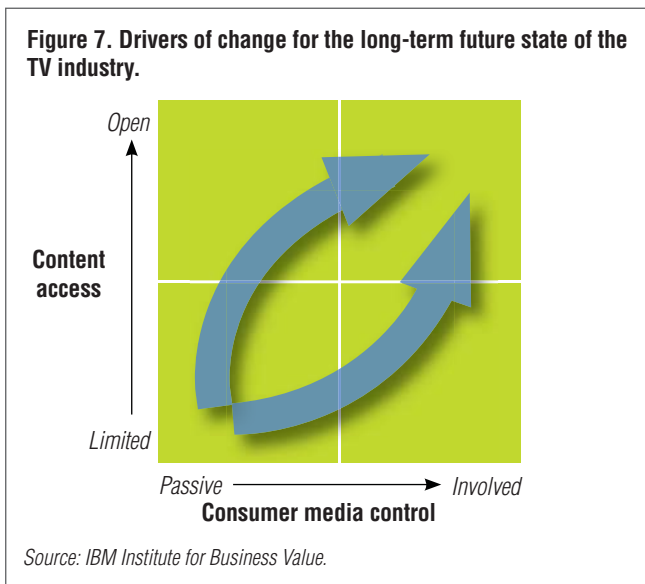 Figure 7. Drivers of change for the long-term future state of the
TV industry.
Open
Content
access
Limited
Passive
Involved
Consumer media control
Source: IBM Institute for Business Value.